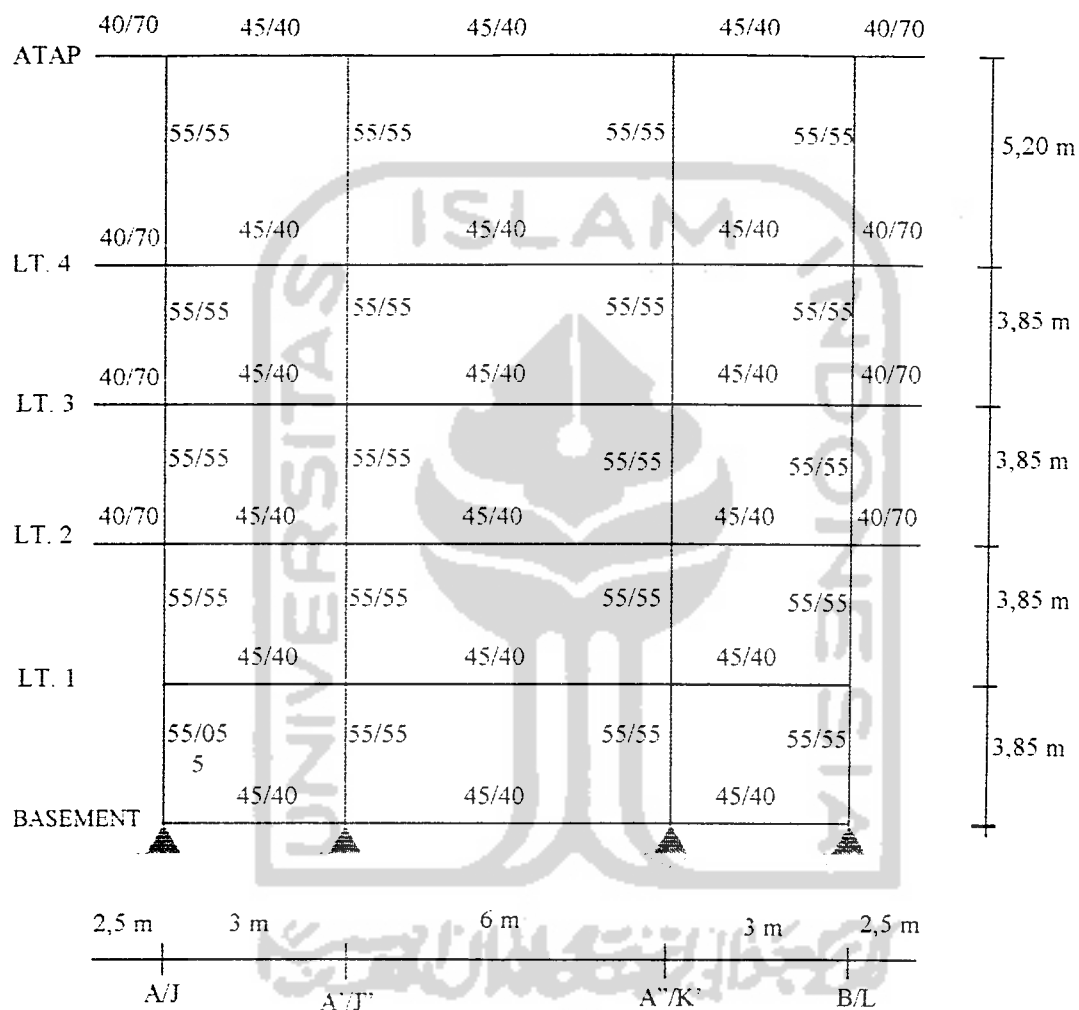 40/70 45/40 45/40 45/40 40/70
ATAP
55/55 55/55 55/55 55/55 5,20 m
40/70 45/40 45/40 45/40 40/70
LT. 4
55/55 55/55 55/55 55/55 3,85 m
40/70 45/40 45/40 45/40 40/70
LT. 3
55/55 55/55 55/55 55/55 3,85 m
40/70 45/40 45/40 45/40 40/70
LT. 2
55/55 55/55 55/55 55/55 3,85 m
45/40 45/40 45/40
LT. 1
55/05 55/55 55/55 55/55 3,85 m
5
45/40 45/40 45/40
BASEMENT
2,5 m 3 m 6 m 3 m 2,5 m
A/J A'/J' A"/K' B/L
UNIVERSITAS
ISLAM
INDONESIA